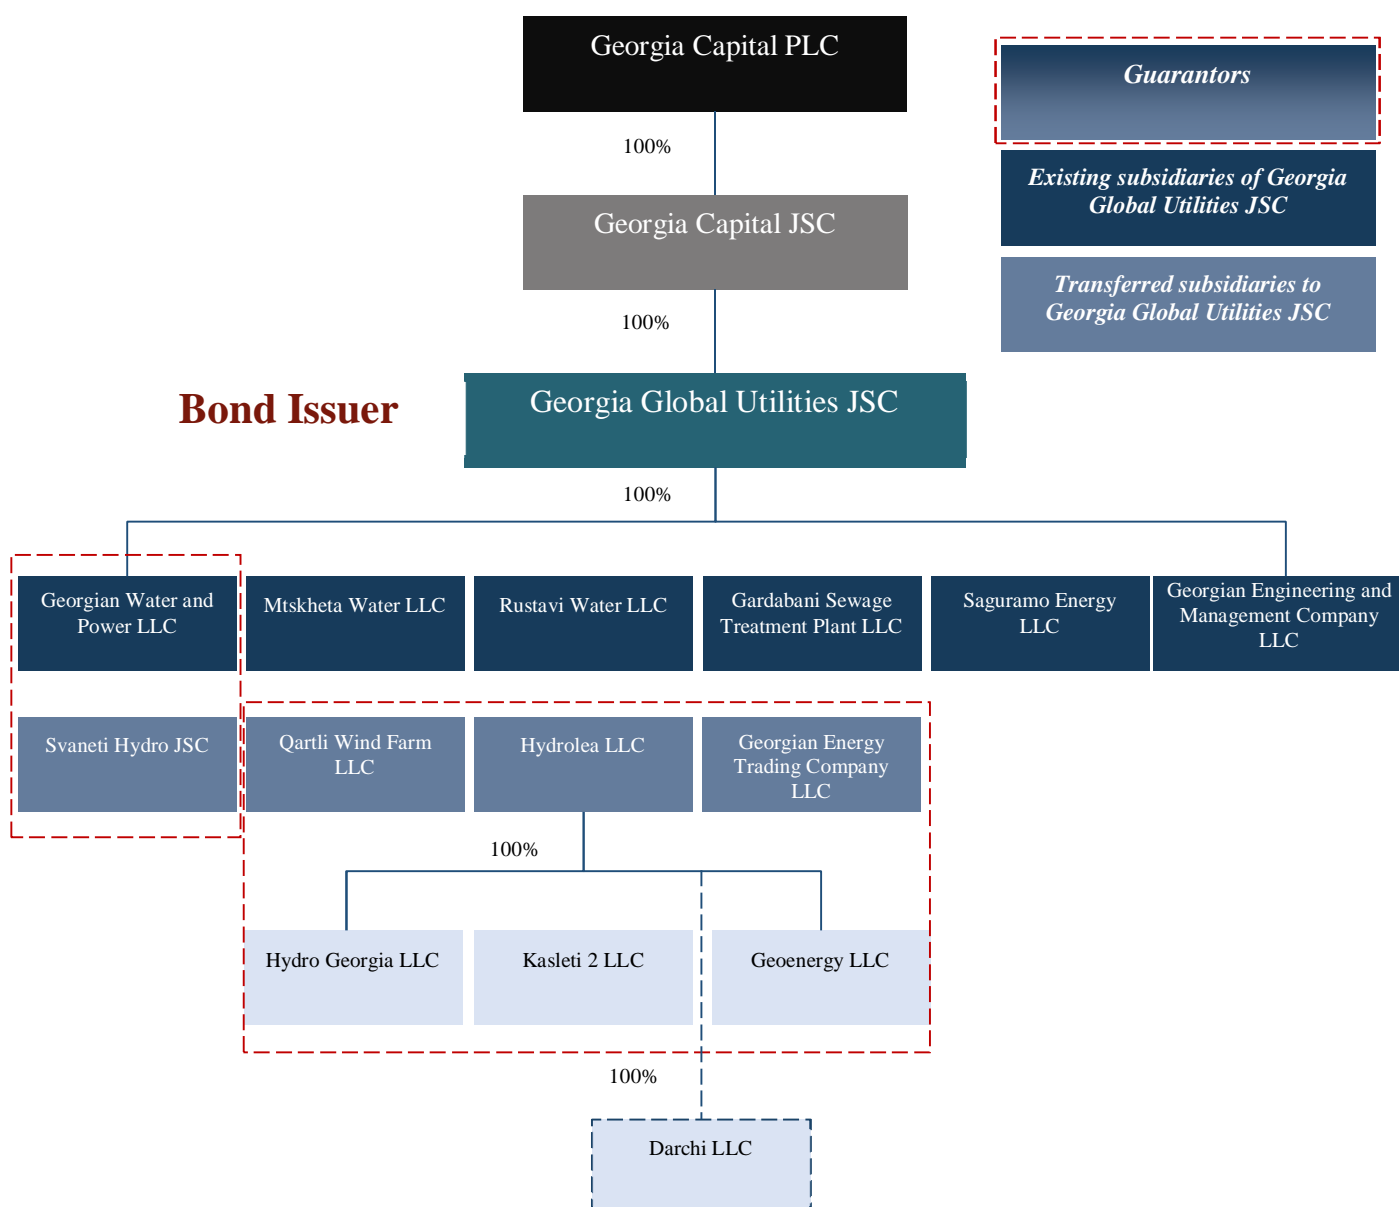 Georgia Capital PLC
Guarantors
100%
Existing subsidiaries of Georgia
Global Utilities JSC
Georgia Capital JSC
Transferred subsidiaries to
Georgia Global Utilities JSC
100%
Bond Issuer
Georgia Global Utilities JSC
100%
Georgian Water and
Power LLC
Mtskheta Water LLC
Rustavi Water LLC
Gardabani Sewage
Treatment Plant LLC
Saguramo Energy
LLC
Georgian Engineering and
Management Company
LLC
Svaneti Hydro JSC
Qartli Wind Farm
LLC
Hydrolea LLC
Georgian Energy
Trading Company
LLC
100%
Hydro Georgia LLC
Kasleti 2 LLC
Geoenergy LLC
100%
Darchi LLC